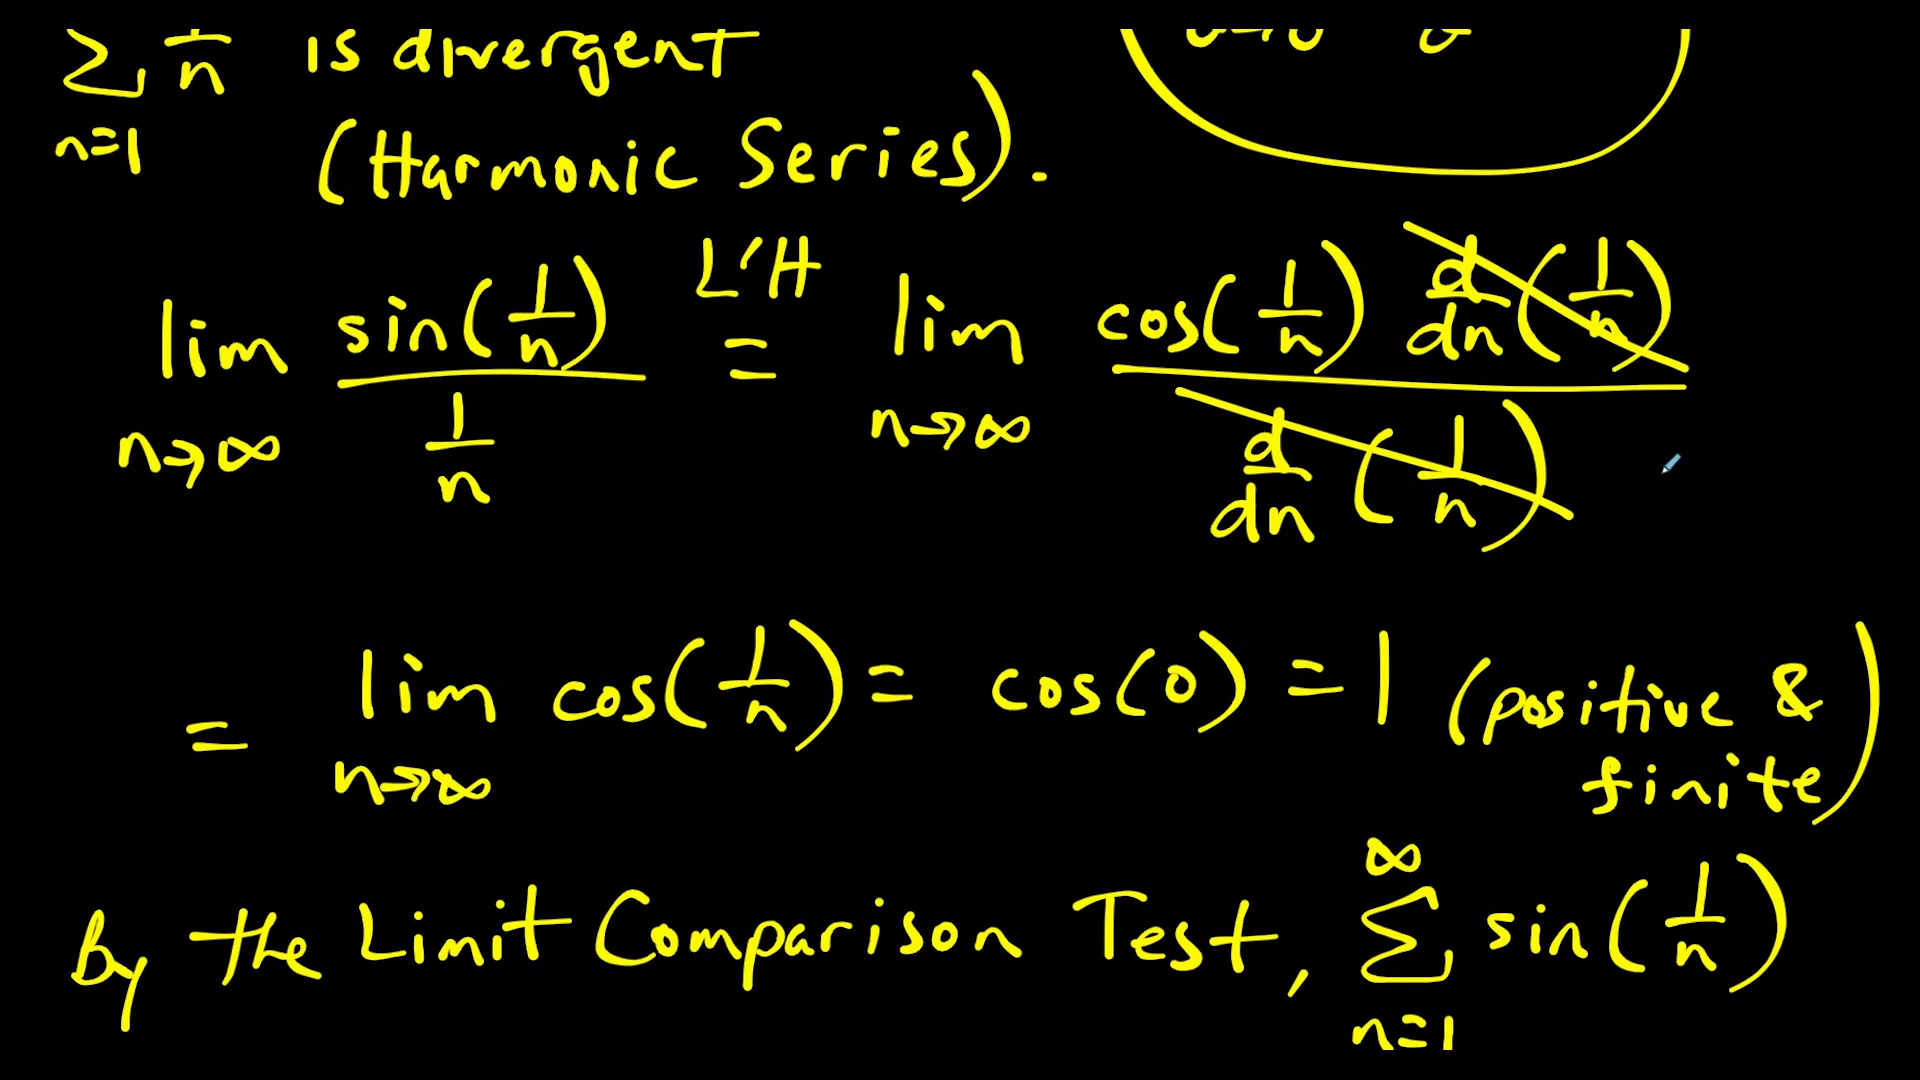 ∑ 1/n is divergent
n=1 (Harmonic Series).
lim n→∞ sin(1/n) / (1/n) L'H = lim n→∞ cos(1/n) d/dn (1/n) / d/dn (1/n)
= lim n→∞ cos(1/n) = cos(0) = 1 (positive & finite)
By the Limit Comparison Test, ∞ ∑ n=1 sin(1/n)